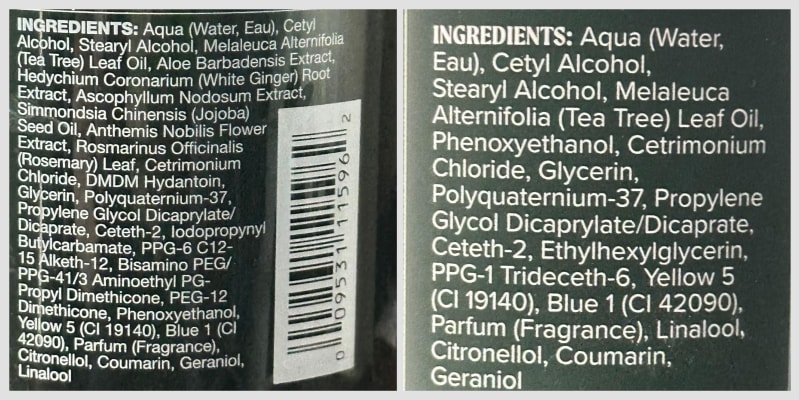 INGREDIENTS: Aqua (Water, Eau), Cetyl
Alcohol, Stearyl Alcohol, Melaleuca Alternifolia
(Tea Tree) Leaf Oil, Aloe Barbadensis Extract,
Hedychium Coronarium (White Ginger) Root
Extract, Ascophyllum Nodosum Extract,
Simmondsia Chinensis (Jojoba)
Seed Oil, Anthemis Nobilis Flower
Extract, Rosmarinus Officinalis
(Rosemary) Leaf, Cetrimonium
Chloride, DMDM Hydantoin,
Glycerin, Polyquaternium-37,
Propylene Glycol Dicaprylate/
Dicaprate, Ceteth-2, Iodopropynyl
Butylcarbamate, PPG-6 C12-
15 Alketh-12, Bisamino PEG/
PPG-41/3 Aminoethyl PG-
Propyl Dimethicone, PEG-12
Dimethicone, Phenoxyethanol,
Yellow 5 (CI 19140), Blue 1 (CI
42090), Parfum (Fragrance),
Citronellol, Coumarin, Geraniol,
Linalool
0 09531 11596 2
INGREDIENTS: Aqua (Water,
Eau), Cetyl Alcohol,
Stearyl Alcohol, Melaleuca
Alternifolia (Tea Tree) Leaf Oil,
Phenoxyethanol, Cetrimonium
Chloride, Glycerin,
Polyquaternium-37, Propylene
Glycol Dicaprylate/Dicaprate,
Ceteth-2, Ethylhexylglycerin,
PPG-1 Trideceth-6, Yellow 5
(CI 19140), Blue 1 (CI 42090),
Parfum (Fragrance), Linalool,
Citronellol, Coumarin,
Geraniol